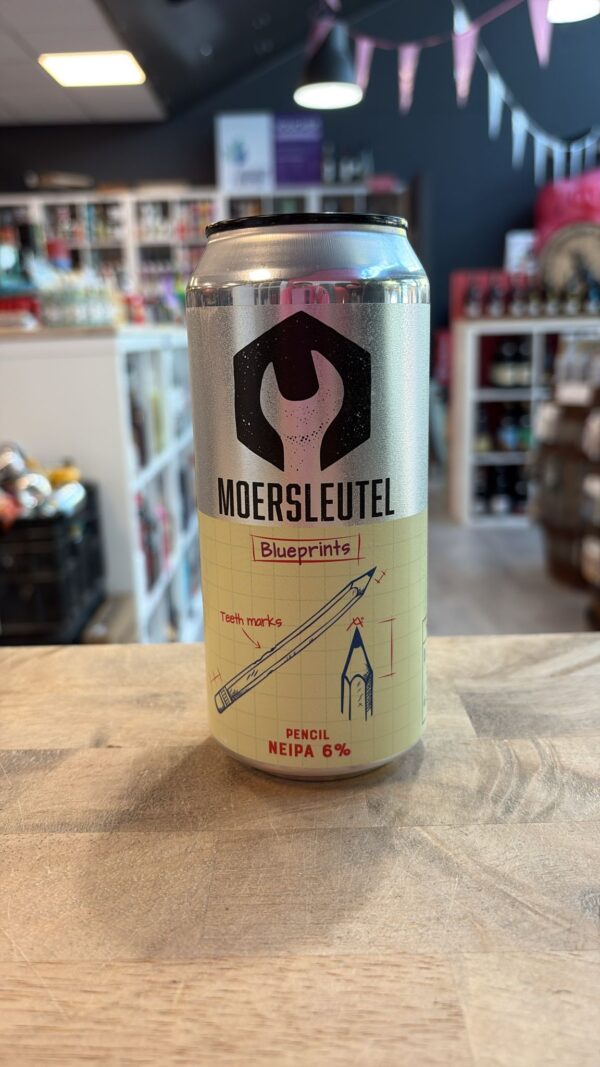 MOERSLEUTEL
Blueprints
Teeth marks
PENCIL
NEIPA 6%